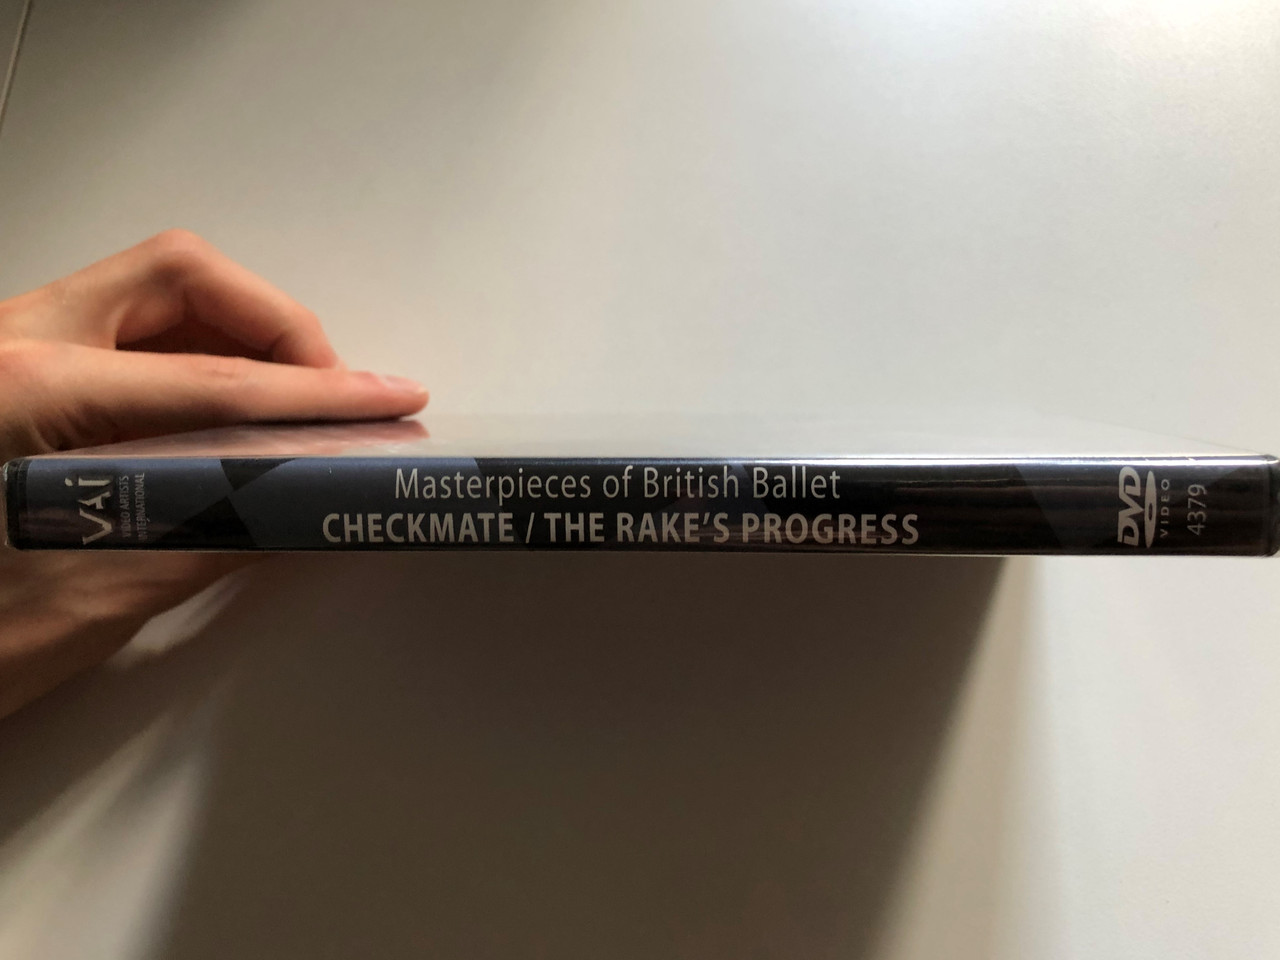 VAI
VIDEO ARTISTS
INTERNATIONAL
Masterpieces of British Ballet
CHECKMATE / THE RAKE'S PROGRESS
DVD
VIDEO
4379